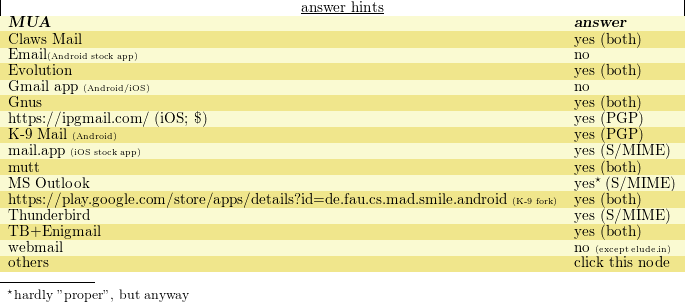 answer hints
MUA answer
Claws Mail yes (both)
Email(Android stock app) no
Evolution yes (both)
Gmail app (Android/iOS) no
Gnus yes (both)
https://ipgmail.com/ (iOS; $) yes (PGP)
K-9 Mail (Android) yes (PGP)
mail.app (iOS stock app) yes (S/MIME)
mutt yes (both)
MS Outlook yes* (S/MIME)
https://play.google.com/store/apps/details?id=de.fau.cs.mad.smile.android (K-9 fork) yes (both)
Thunderbird yes (S/MIME)
TB+Enigmail yes (both)
webmail no (except elude.in)
others click this node
*hardly "proper", but anyway